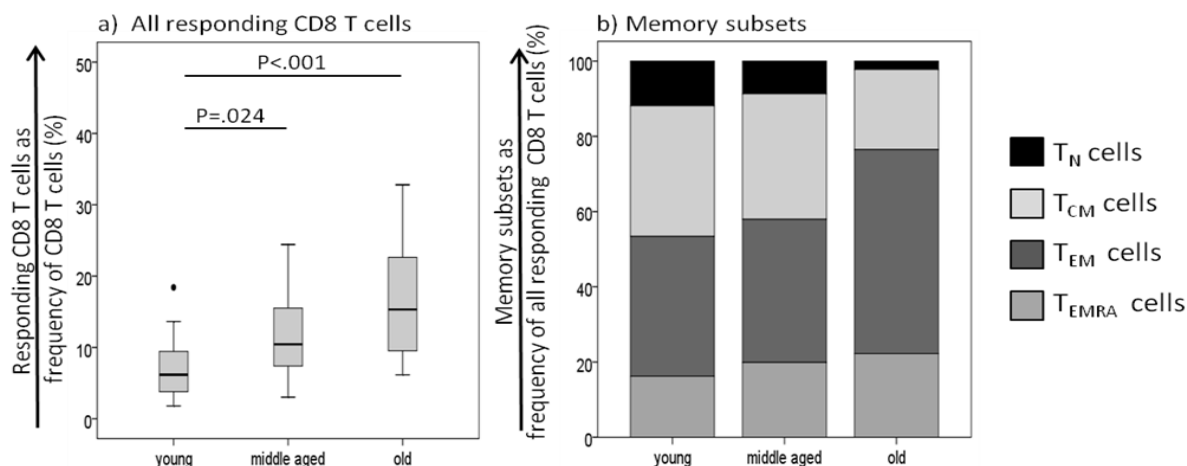 a) All responding CD8 T cells
Responding CD8 T cells as
frequency of CD8 T cells (%)
50
40
30
20
10
0
P<.001
P=.024
young middle aged old
b) Memory subsets
Memory subsets as
frequency of all responding CD8 T cells (%)
100
80
60
40
20
0
young middle aged old
TN cells
TCM cells
TEM cells
TEMRA cells